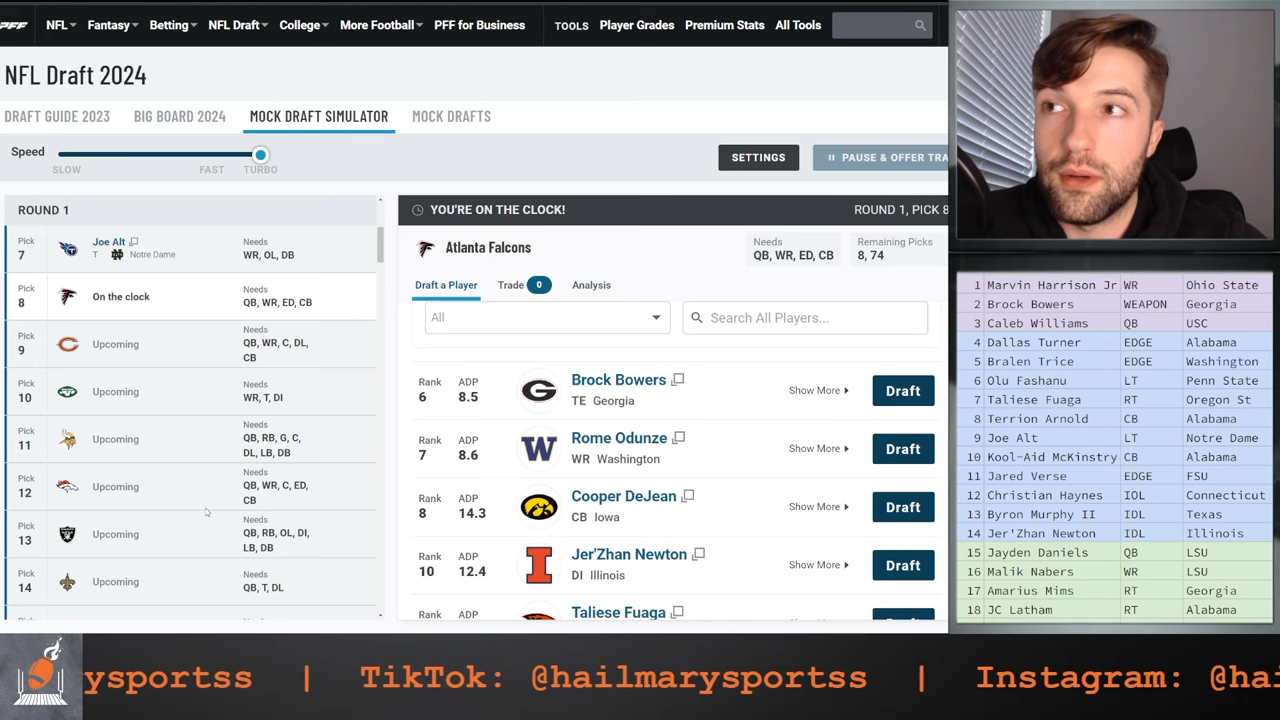 PFF NFL Fantasy Betting NFL Draft College More Football PFF for Business TOOLS Player Grades Premium Stats All Tools
NFL Draft 2024
DRAFT GUIDE 2023 BIG BOARD 2024 MOCK DRAFT SIMULATOR MOCK DRAFTS
Speed
SLOW FAST TURBO
SETTINGS
PAUSE & OFFER TRA
ROUND 1
Pick 7 Joe Alt Needs
T Notre Dame WR, OL, DB
Pick 8 On the clock Needs
QB, WR, ED, CB
Pick 9 Upcoming Needs
QB, WR, C, DL,
CB
Pick 10 Upcoming Needs
WR, T, DI
Pick 11 Upcoming Needs
QB, RB, G, C,
DL, LB, DB
Pick 12 Upcoming Needs
QB, WR, C, ED,
CB
Pick 13 Upcoming Needs
QB, RB, OL, DI,
LB, DB
Pick 14 Upcoming Needs
QB, T, DL
YOU'RE ON THE CLOCK! ROUND 1, PICK 8
Atlanta Falcons
Needs
QB, WR, ED, CB
Remaining Picks
8, 74
Draft a Player Trade 0 Analysis
All
Search All Players...
Rank 6 ADP 8.5 G Brock Bowers Show More Draft
TE Georgia
Rank 7 ADP 8.6 W Rome Odunze Show More Draft
WR Washington
Rank 8 ADP 14.3 Cooper DeJean Show More Draft
CB Iowa
Rank 10 ADP 12.4 I Jer'Zhan Newton Show More Draft
DI Illinois
Rank ADP Taliese Fuaga
1 Marvin Harrison Jr WR Ohio State
2 Brock Bowers WEAPON Georgia
3 Caleb Williams QB USC
4 Dallas Turner EDGE Alabama
5 Bralen Trice EDGE Washington
6 Olu Fashanu LT Penn State
7 Taliese Fuaga RT Oregon St
8 Terrion Arnold CB Alabama
9 Joe Alt LT Notre Dame
10 Kool-Aid McKinstry CB Alabama
11 Jared Verse EDGE FSU
12 Christian Haynes IOL Connecticut
13 Byron Murphy II IDL Texas
14 Jer'Zhan Newton IDL Illinois
15 Jayden Daniels QB LSU
16 Malik Nabers WR LSU
17 Amarius Mims RT Georgia
18 JC Latham RT Alabama
ysportss | TikTok: @hailmarysportss | Instagram: @hai